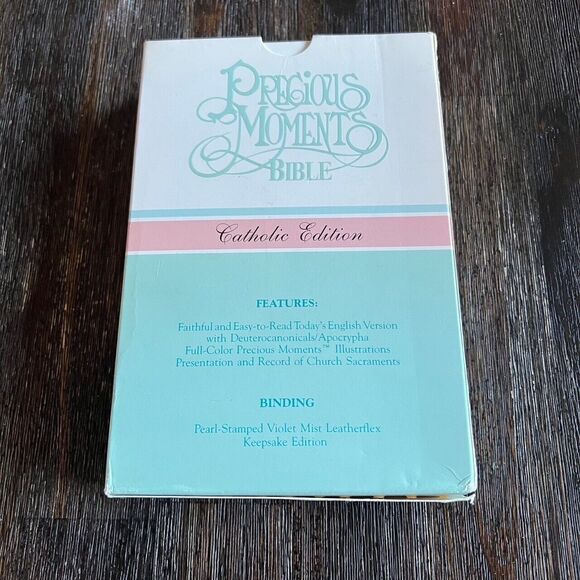 PRECIOUS
MOMENTS
BIBLE
Catholic Edition
FEATURES:
Faithful and Easy-to-Read Today's English Version
with Deuterocanonicals/Apocrypha
Full-Color Precious Moments™ Illustrations
Presentation and Record of Church Sacraments
BINDING
Pearl-Stamped Violet Mist Leatherflex
Keepsake Edition